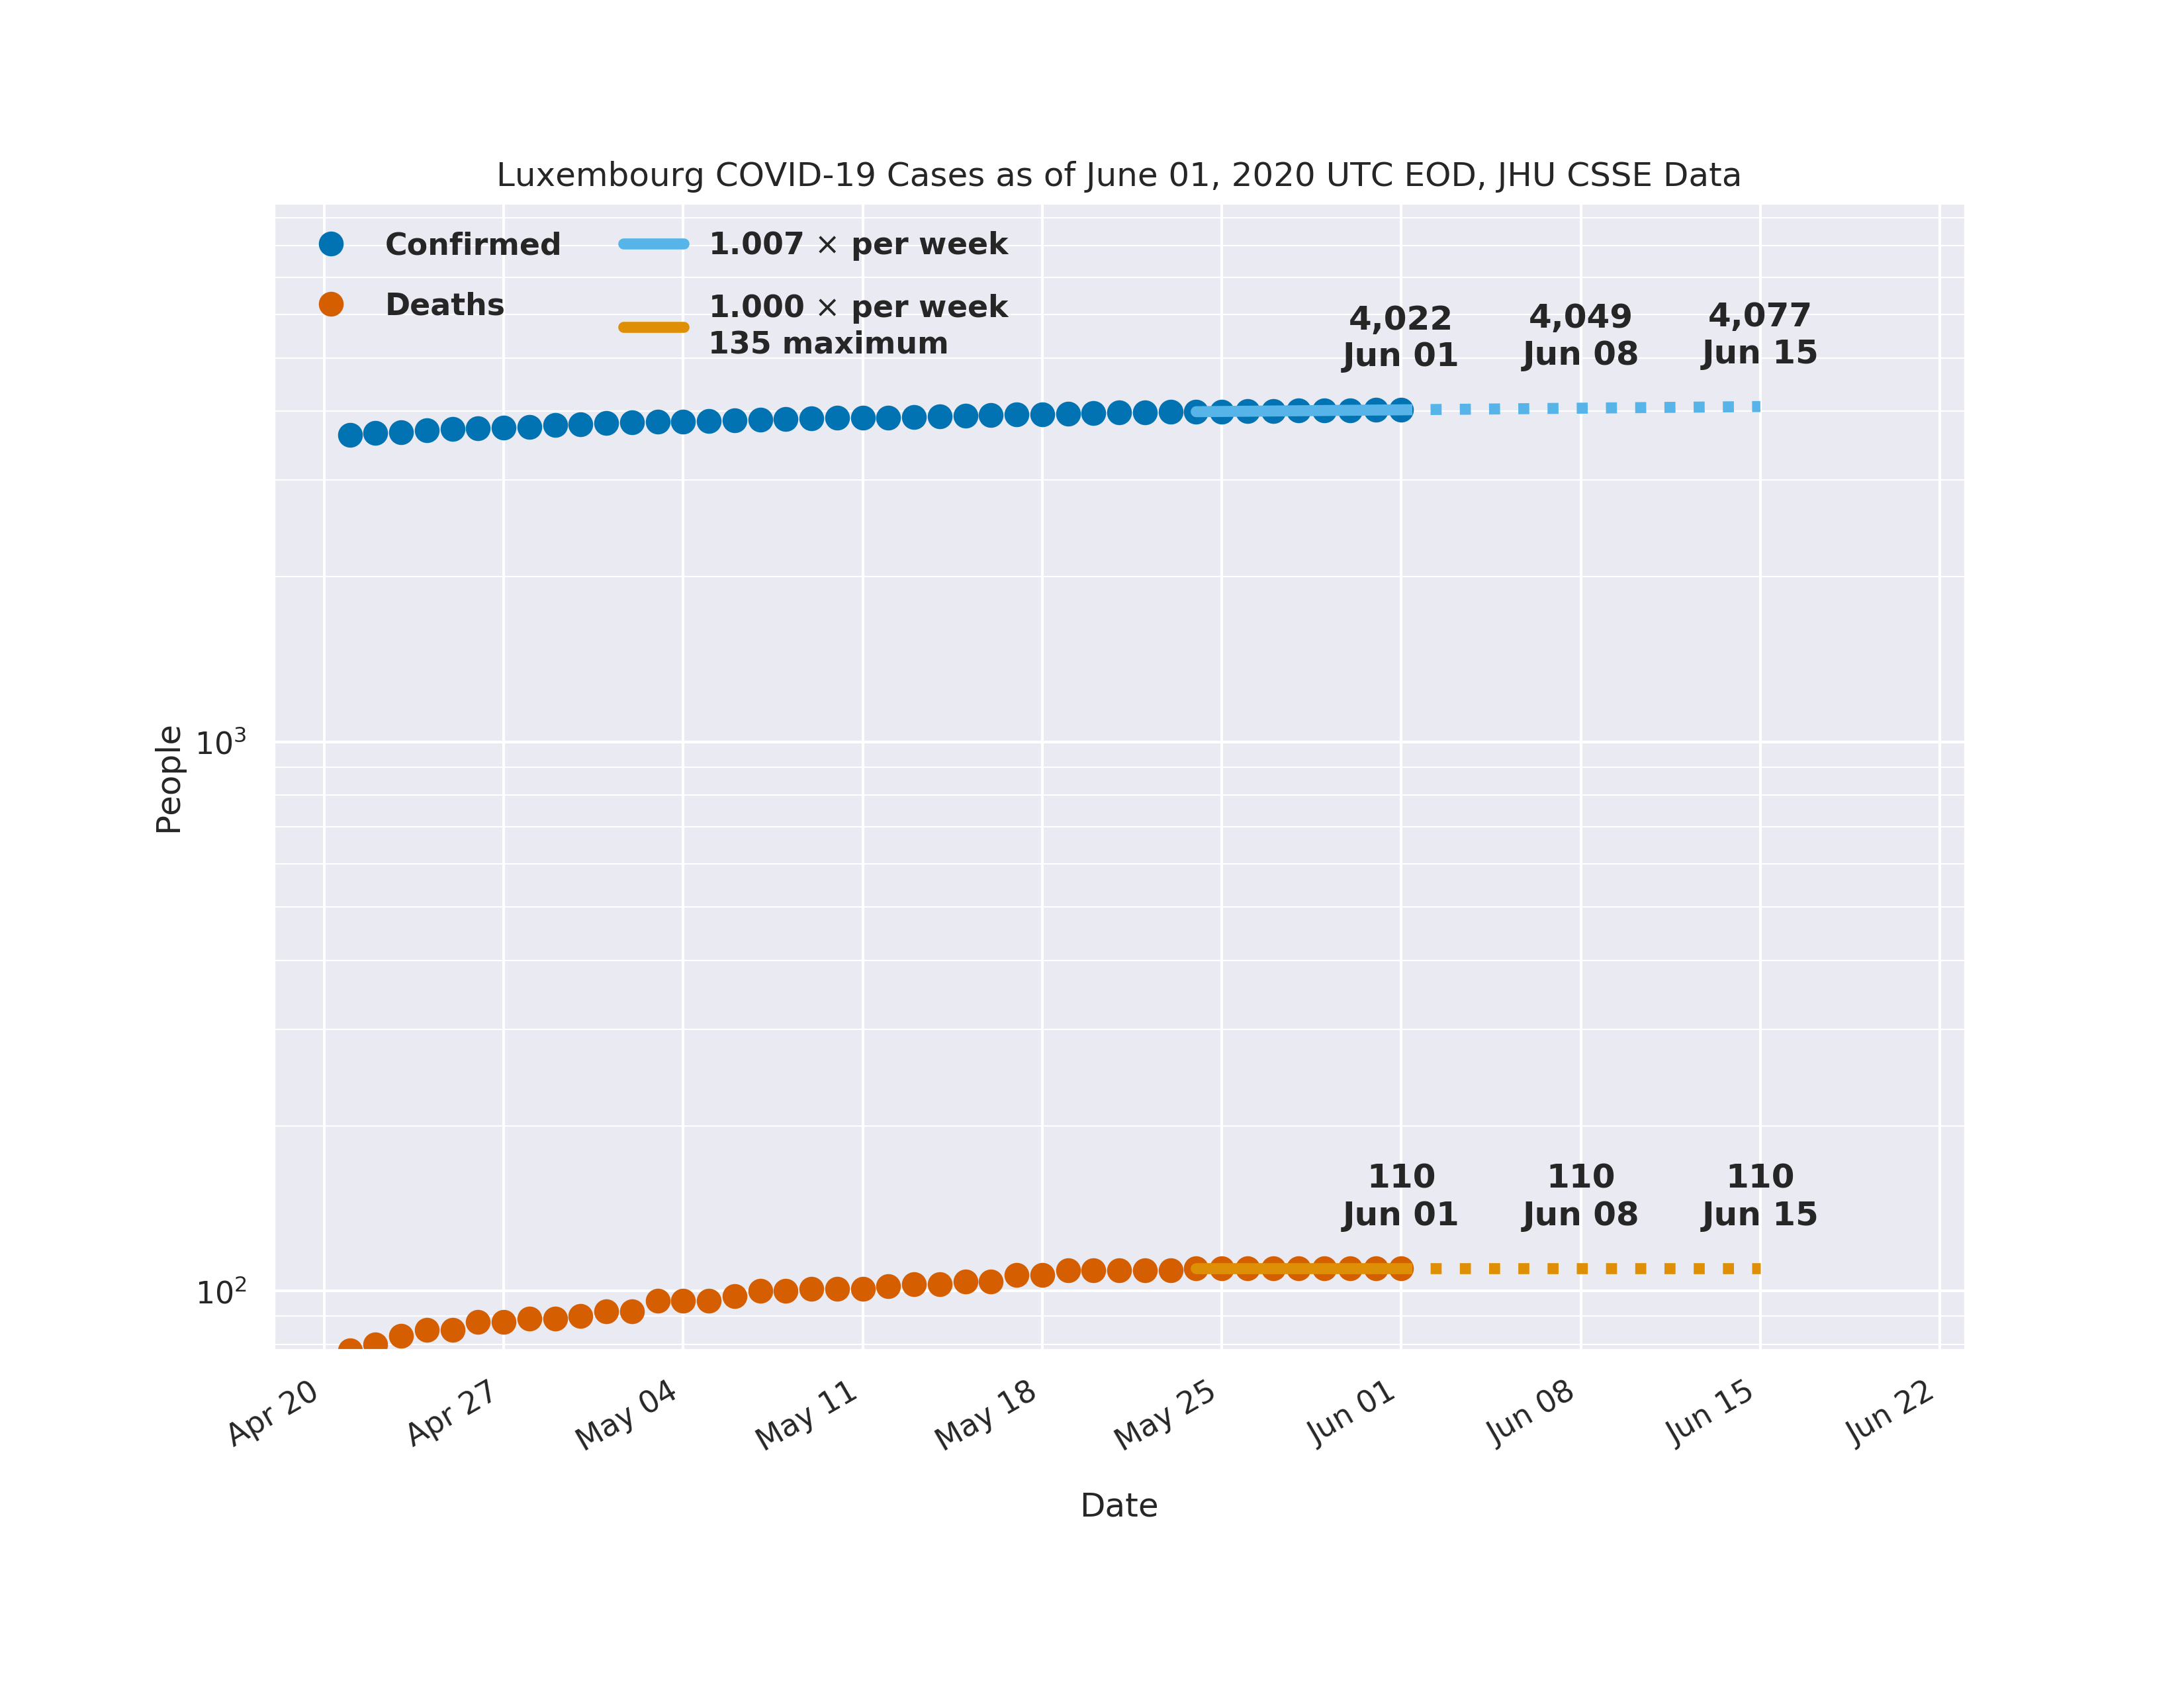 Luxembourg COVID-19 Cases as of June 01, 2020 UTC EOD, JHU CSSE Data
Confirmed
Deaths
1.007 × per week
1.000 × per week
135 maximum
4,022
Jun 01
4,049
Jun 08
4,077
Jun 15
People
10³
10²
110
Jun 01
110
Jun 08
110
Jun 15
Apr 20
Apr 27
May 04
May 11
May 18
May 25
Jun 01
Jun 08
Jun 15
Jun 22
Date